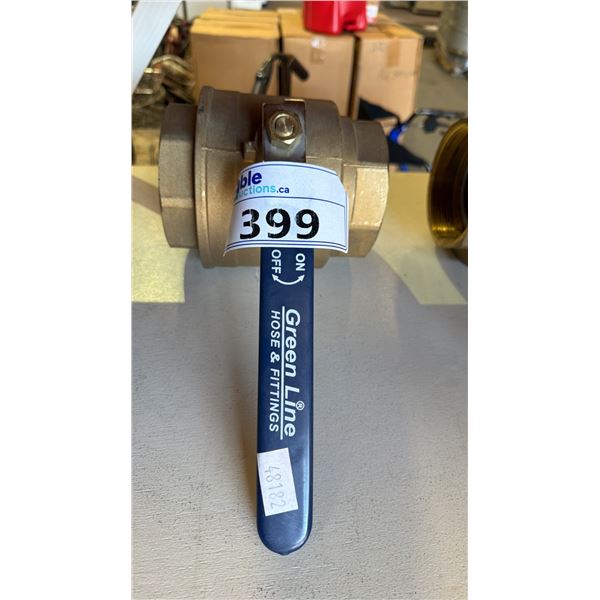 ble
ctions.ca
399
ON
OFF
Green Line®
HOSE & FITTINGS
48182